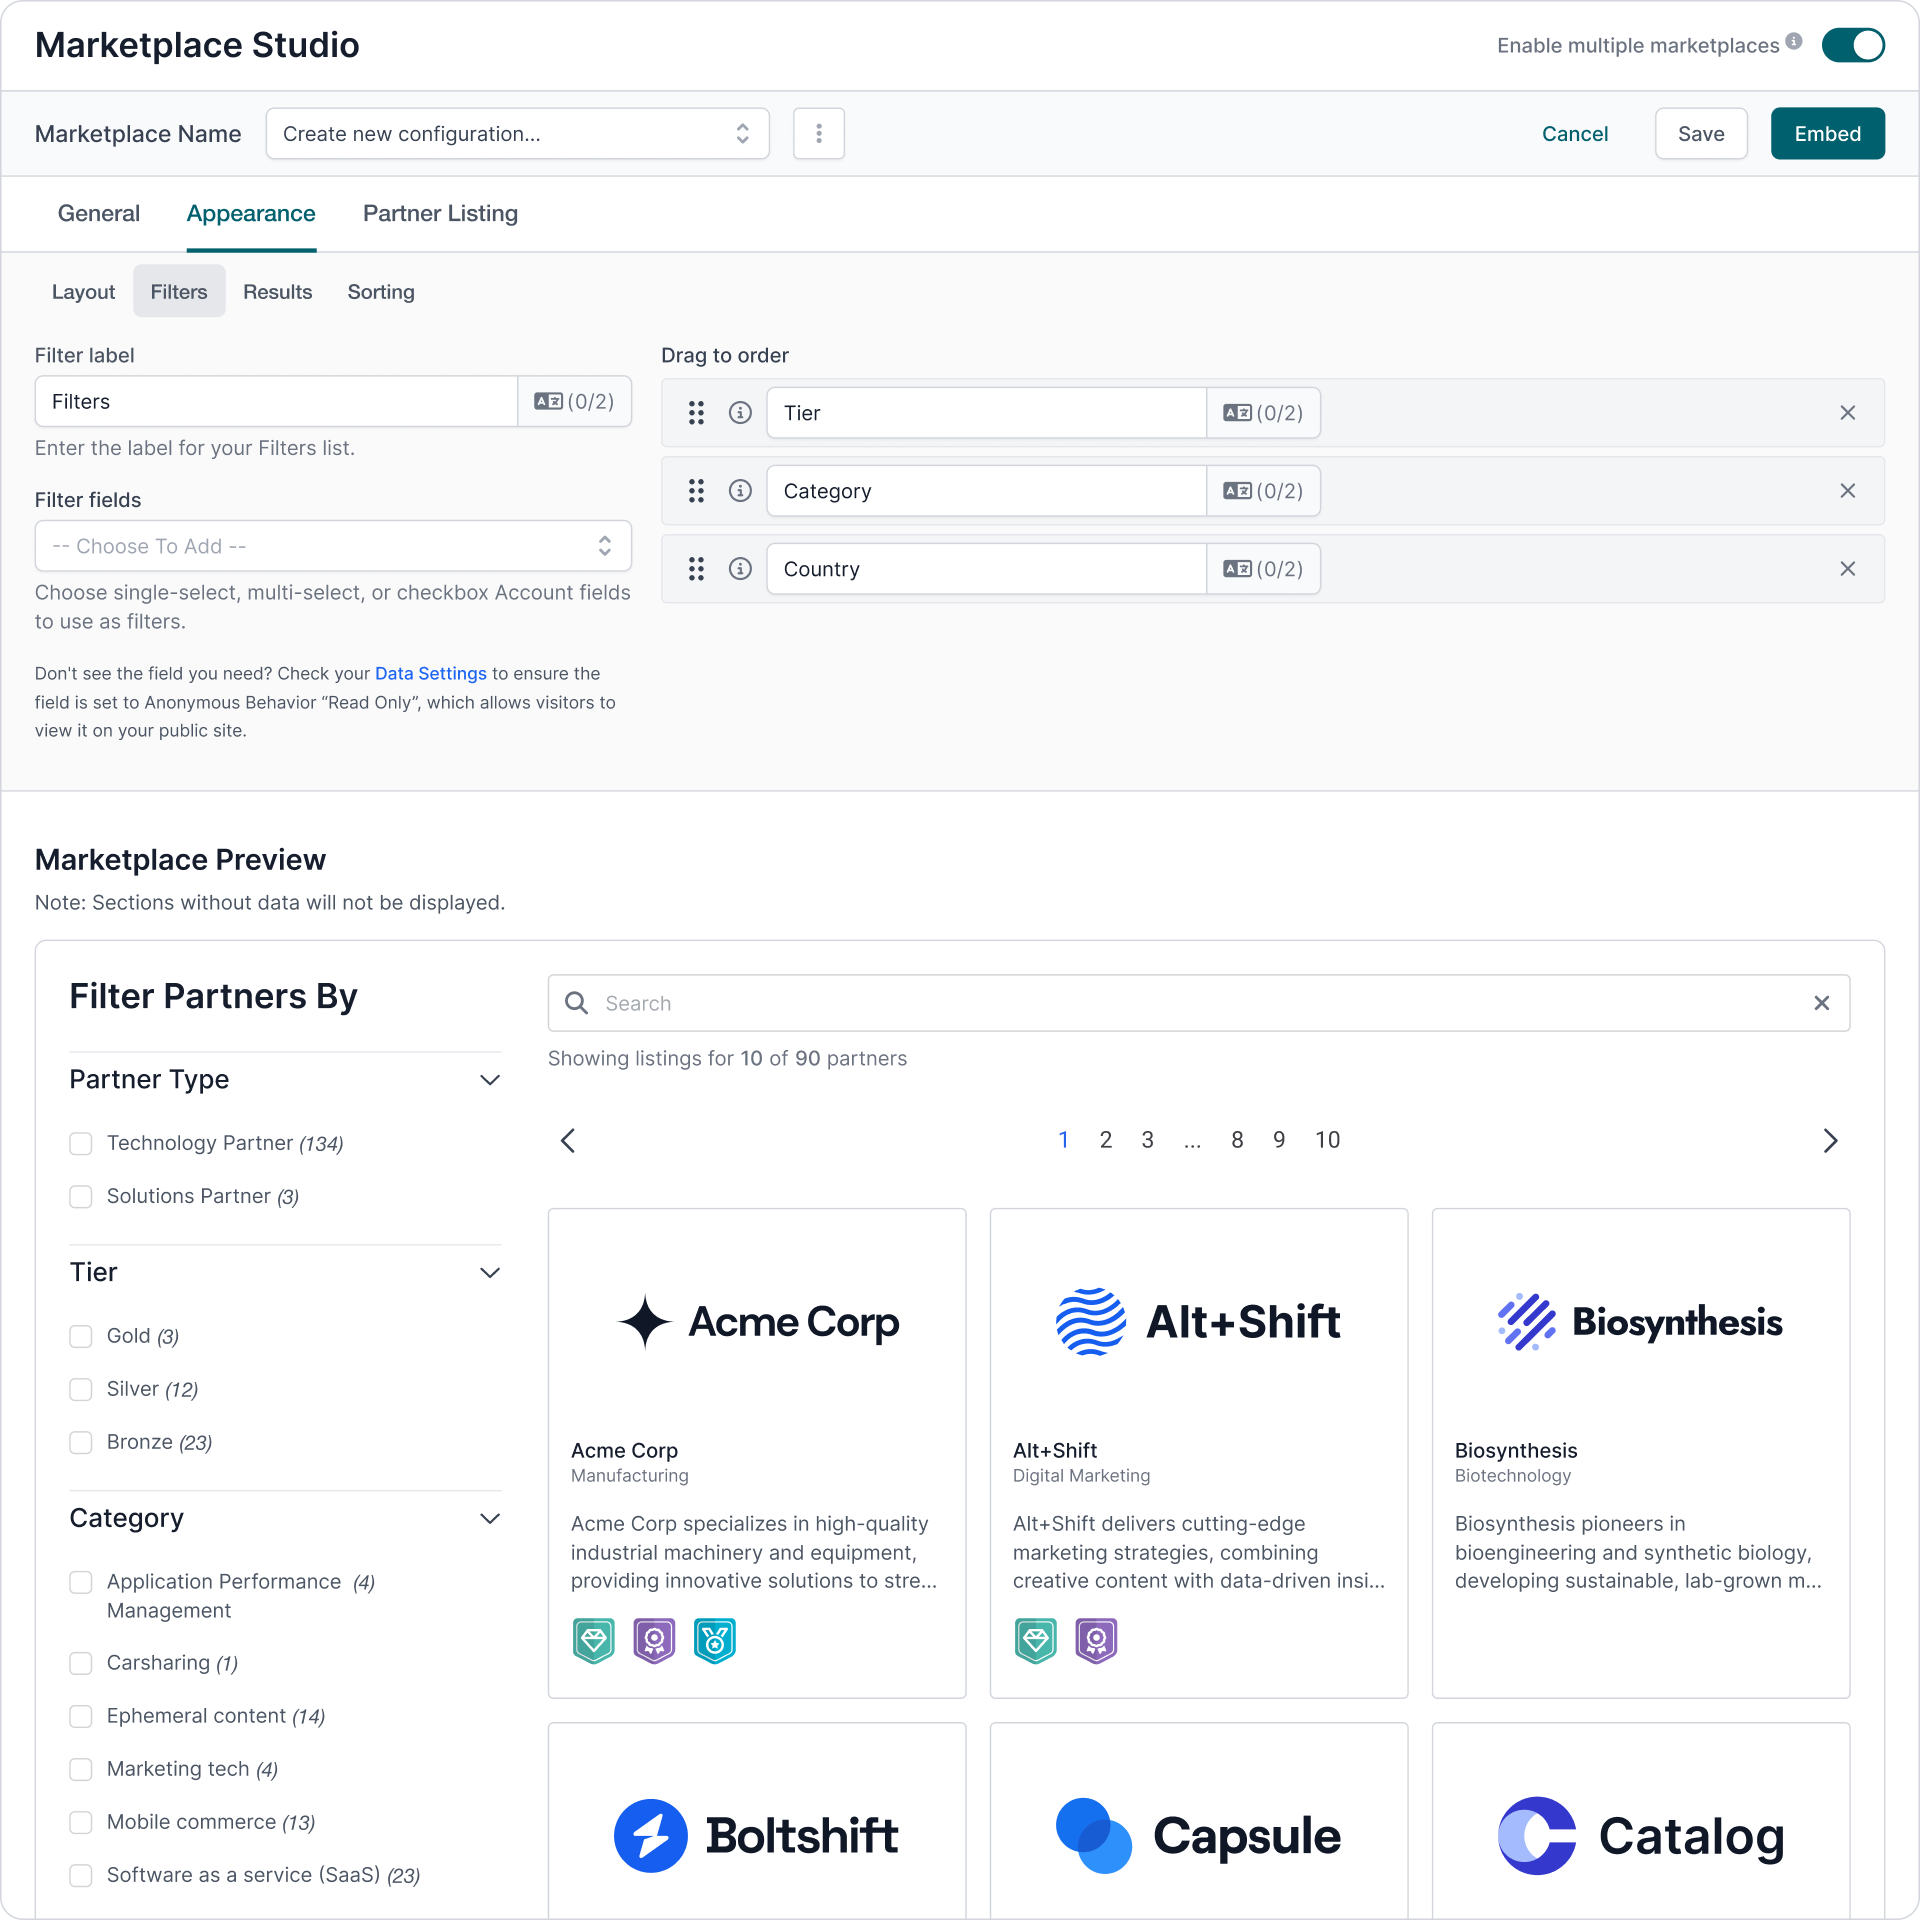 Marketplace Studio
Enable multiple marketplaces
Marketplace Name
Create new configuration...
Cancel
Save
Embed
General
Appearance
Partner Listing
Layout
Filters
Results
Sorting
Filter label
Filters
(0/2)
Enter the label for your Filters list.
Filter fields
-- Choose To Add --
Choose single-select, multi-select, or checkbox Account fields
to use as filters.
Don't see the field you need? Check your Data Settings to ensure the
field is set to Anonymous Behavior “Read Only”, which allows visitors to
view it on your public site.
Drag to order
Tier
(0/2)
Category
(0/2)
Country
(0/2)
Marketplace Preview
Note: Sections without data will not be displayed.
Filter Partners By
Partner Type
Technology Partner (134)
Solutions Partner (3)
Tier
Gold (3)
Silver (12)
Bronze (23)
Category
Application Performance (4)
Management
Carsharing (1)
Ephemeral content (14)
Marketing tech (4)
Mobile commerce (13)
Software as a service (SaaS) (23)
Search
Showing listings for 10 of 90 partners
1 2 3 ... 8 9 10
Acme Corp
Acme Corp
Manufacturing
Acme Corp specializes in high-quality
industrial machinery and equipment,
providing innovative solutions to stre...
Alt+Shift
Alt+Shift
Digital Marketing
Alt+Shift delivers cutting-edge
marketing strategies, combining
creative content with data-driven insi...
Biosynthesis
Biosynthesis
Biotechnology
Biosynthesis pioneers in
bioengineering and synthetic biology,
developing sustainable, lab-grown m...
Boltshift
Capsule
Catalog